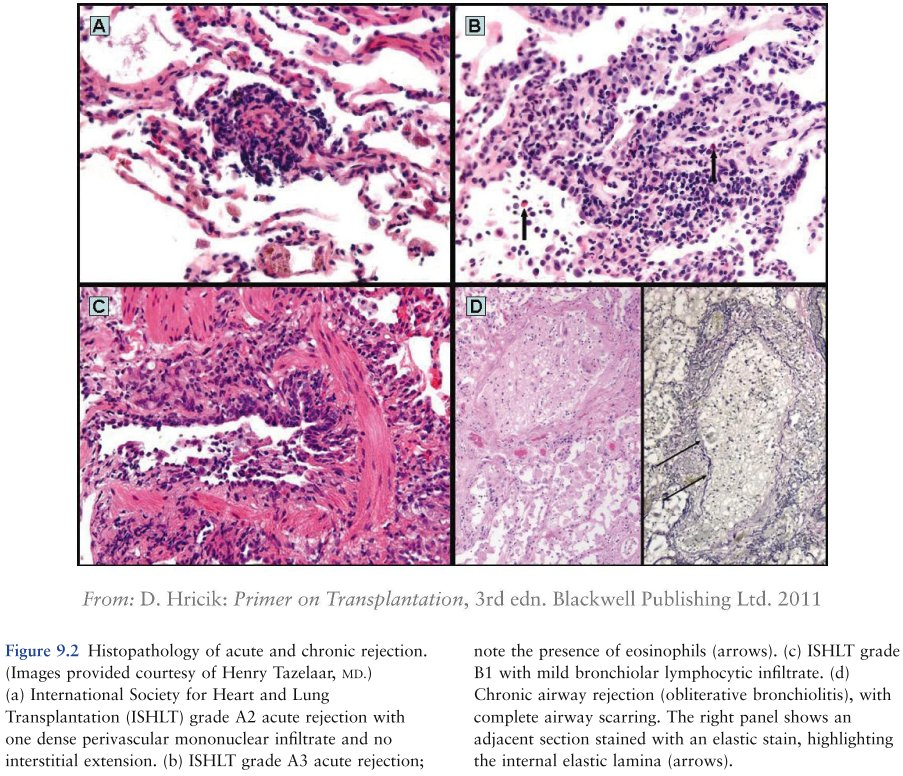 A
B
C
D
From: D. Hricik: Primer on Transplantation, 3rd edn. Blackwell Publishing Ltd. 2011
Figure 9.2 Histopathology of acute and chronic rejection.
(Images provided courtesy of Henry Tazelaar, MD.)
(a) International Society for Heart and Lung
Transplantation (ISHLT) grade A2 acute rejection with
one dense perivascular mononuclear infiltrate and no
interstitial extension. (b) ISHLT grade A3 acute rejection;
note the presence of eosinophils (arrows). (c) ISHLT grade
B1 with mild bronchiolar lymphocytic infiltrate. (d)
Chronic airway rejection (obliterative bronchiolitis), with
complete airway scarring. The right panel shows an
adjacent section stained with an elastic stain, highlighting
the internal elastic lamina (arrows).